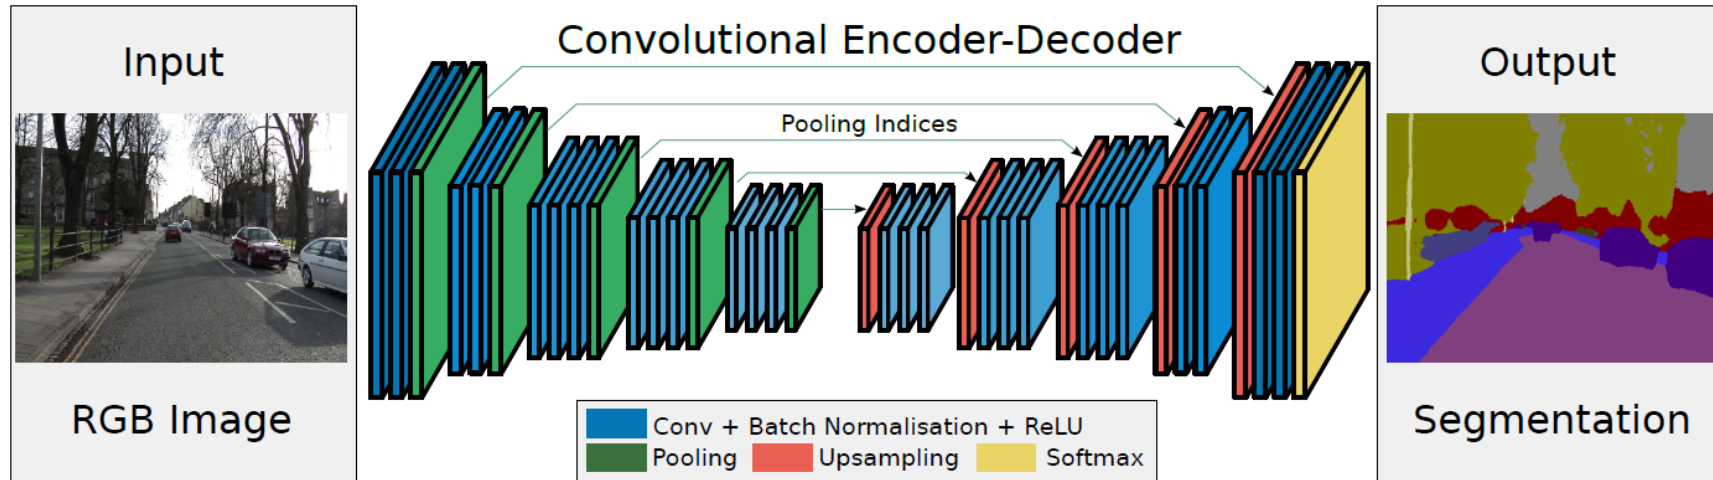 Input
RGB Image
Convolutional Encoder-Decoder
Pooling Indices
Conv + Batch Normalisation + ReLU
Pooling
Upsampling
Softmax
Output
Segmentation